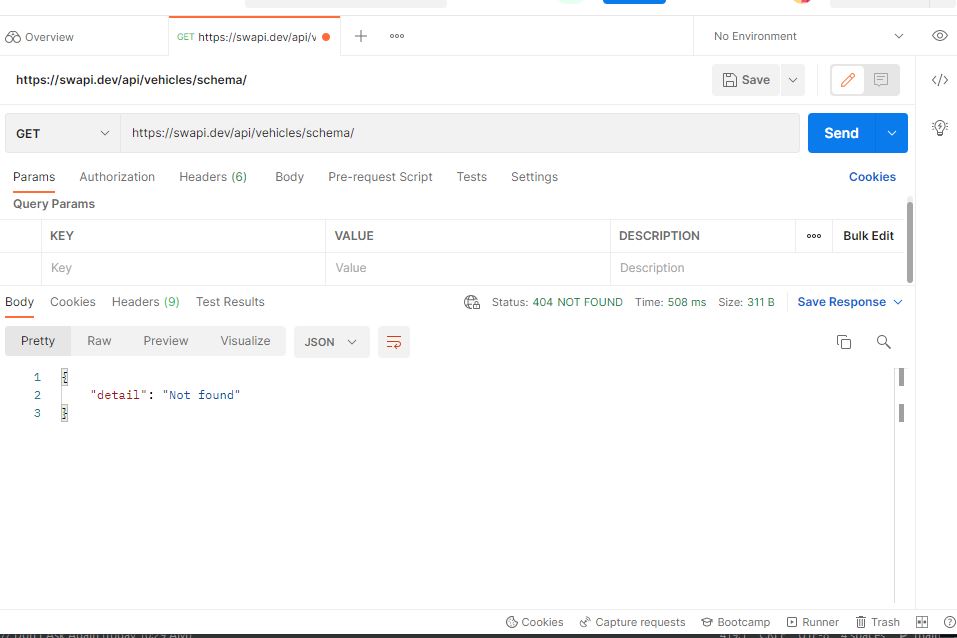 Overview
GET https://swapi.dev/api/v
No Environment
https://swapi.dev/api/vehicles/schema/
Save
GET
https://swapi.dev/api/vehicles/schema/
Send
Params Authorization Headers (6) Body Pre-request Script Tests Settings Cookies
Query Params
KEY VALUE DESCRIPTION Bulk Edit
Key Value Description
Body Cookies Headers (9) Test Results Status: 404 NOT FOUND Time: 508 ms Size: 311 B Save Response
Pretty Raw Preview Visualize JSON
1 {
2 "detail": "Not found"
3 }
Cookies Capture requests Bootcamp Runner Trash